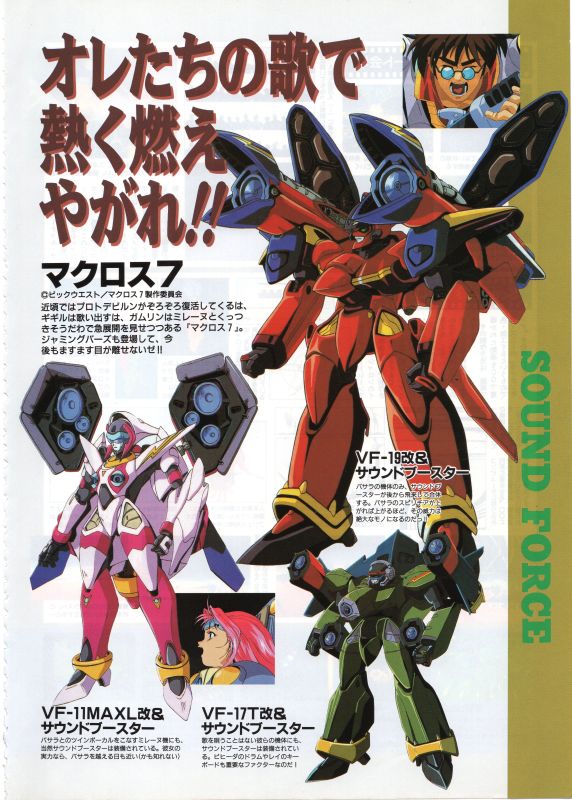 オレたちの歌で
熱く燃え
やがれ!!
マクロス7
©ビックウエスト／マクロス7製作委員会
近頃ではプロトデビルンがぞろぞろ復活してくるは、
ギギルは歌い出すは、ガムリンはミレーヌとくっつ
きそうだわで急展開を見せつつある『マクロス7』。
ジャミングバーズも登場して、今
後もますます目が離せないぜ!!
SOUND FORCE
VF-19改&
サウンドブースター
バサラの機体のみ、サウンドブ
ースターが後から飛来して合体
する。バサラのスピリチアが上
がれば上がるほど、その威力は
絶大なモノになるのだっ!
VF-11MAXL改&
サウンドブースター
バサラとのツインボーカルをこなすミレーヌ機にも、
当然サウンドブースターは装備されている。彼女の
実力なら、バサラを越える日も近い(かも知れない)
VF-17T改&
サウンドブースター
歌を唄うことはない彼らの機体にも、
サウンドブースターは装備されてい
る。ビヒーダのドラムやレイのキー
ボードも重要なファクターなのだ!